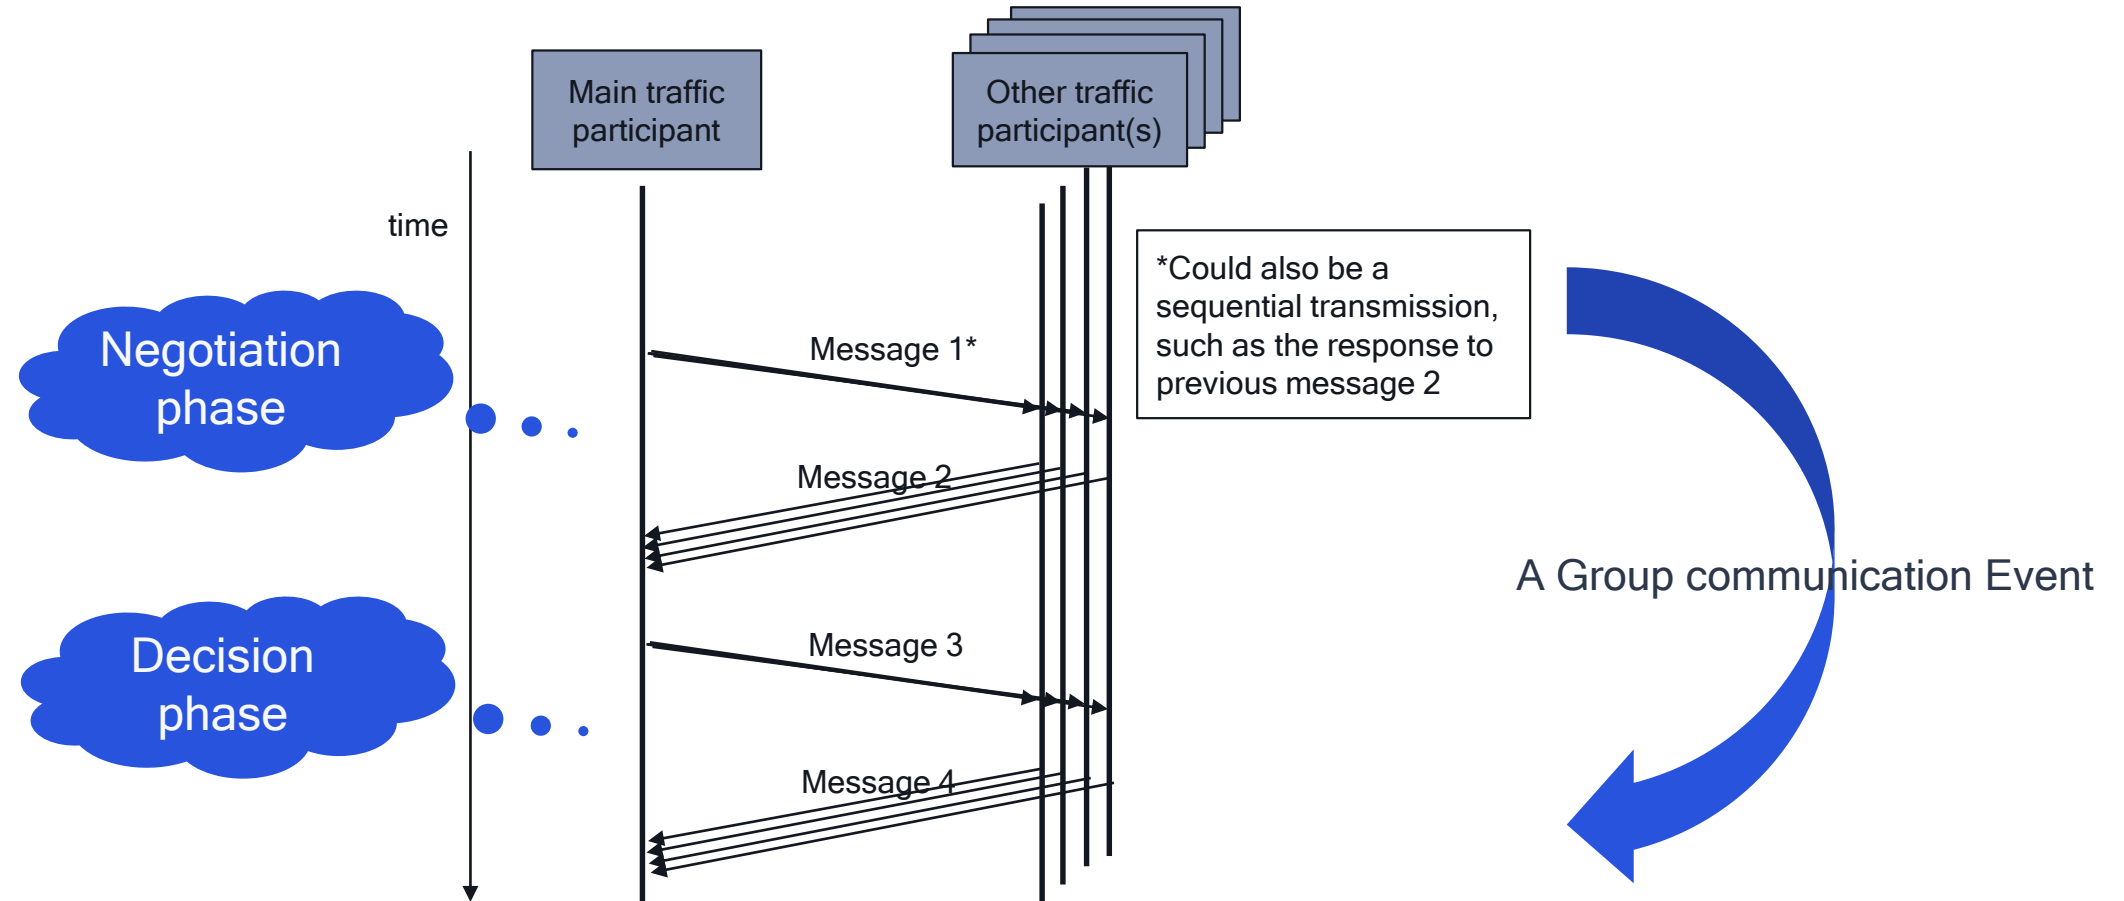 Main traffic
participant
Other traffic
participant(s)
time
*Could also be a
sequential transmission,
such as the response to
previous message 2
Negotiation
phase
Message 1*
Message 2
A Group communication Event
Decision
phase
Message 3
Message 4